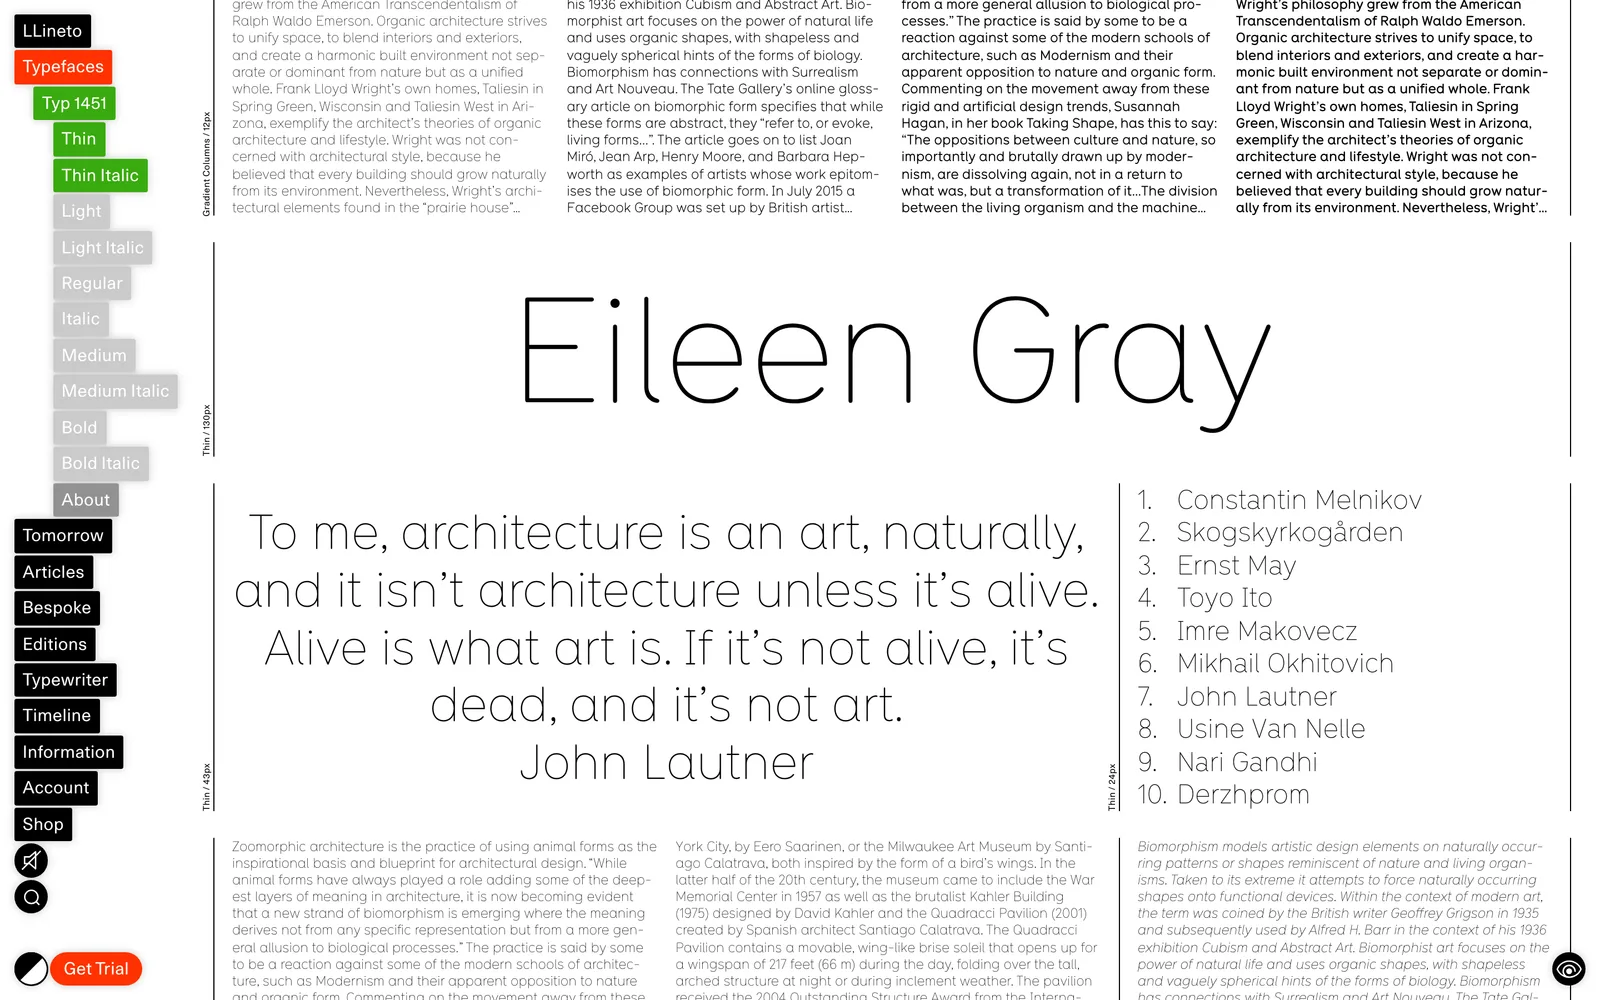 LLineto
Typefaces
Typ 1451
Thin
Thin Italic
Light
Light Italic
Regular
Italic
Medium
Medium Italic
Bold
Bold Italic
About
Tomorrow
Articles
Bespoke
Editions
Typewriter
Timeline
Information
Account
Shop
Get Trial
Gradient Columns / 12px
grew from the American Transcendentalism of
Ralph Waldo Emerson. Organic architecture strives
to unify space, to blend interiors and exteriors,
and create a harmonic built environment not sep-
arate or dominant from nature but as a unified
whole. Frank Lloyd Wright's own homes, Taliesin in
Spring Green, Wisconsin and Taliesin West in Ari-
zona, exemplify the architect's theories of organic
architecture and lifestyle. Wright was not con-
cerned with architectural style, because he
believed that every building should grow naturally
from its environment. Nevertheless, Wright's archi-
tectural elements found in the “prairie house”...
his 1936 exhibition Cubism and Abstract Art. Bio-
morphist art focuses on the power of natural life
and uses organic shapes, with shapeless and
vaguely spherical hints of the forms of biology.
Biomorphism has connections with Surrealism
and Art Nouveau. The Tate Gallery's online gloss-
ary article on biomorphic form specifies that while
these forms are abstract, they “refer to, or evoke,
living forms...”. The article goes on to list Joan
Miró, Jean Arp, Henry Moore, and Barbara Hep-
worth as examples of artists whose work epitom-
ises the use of biomorphic form. In July 2015 a
Facebook Group was set up by British artist...
from a more general allusion to biological pro-
cesses.” The practice is said by some to be a
reaction against some of the modern schools of
architecture, such as Modernism and their
apparent opposition to nature and organic form.
Commenting on the movement away from these
rigid and artificial design trends, Susannah
Hagan, in her book Taking Shape, has this to say:
“The oppositions between culture and nature, so
importantly and brutally drawn up by moder-
nism, are dissolving again, not in a return to
what was, but a transformation of it...The division
between the living organism and the machine...
Wright's philosophy grew from the American
Transcendentalism of Ralph Waldo Emerson.
Organic architecture strives to unify space, to
blend interiors and exteriors, and create a har-
monic built environment not separate or domin-
ant from nature but as a unified whole. Frank
Lloyd Wright's own homes, Taliesin in Spring
Green, Wisconsin and Taliesin West in Arizona,
exemplify the architect's theories of organic
architecture and lifestyle. Wright was not con-
cerned with architectural style, because he
believed that every building should grow natur-
ally from its environment. Nevertheless, Wright'...
Thin / 130px
Eileen Gray
Thin / 43px
To me, architecture is an art, naturally,
and it isn't architecture unless it's alive.
Alive is what art is. If it's not alive, it's
dead, and it's not art.
John Lautner
Thin / 24px
1. Constantin Melnikov
2. Skogskyrkogården
3. Ernst May
4. Toyo Ito
5. Imre Makovecz
6. Mikhail Okhitovich
7. John Lautner
8. Usine Van Nelle
9. Nari Gandhi
10. Derzhprom
Zoomorphic architecture is the practice of using animal forms as the
inspirational basis and blueprint for architectural design. “While
animal forms have always played a role adding some of the deep-
est layers of meaning in architecture, it is now becoming evident
that a new strand of biomorphism is emerging where the meaning
derives not from any specific representation but from a more gen-
eral allusion to biological processes.” The practice is said by some
to be a reaction against some of the modern schools of architec-
ture, such as Modernism and their apparent opposition to nature
and organic form. Commenting on the movement away from these
York City, by Eero Saarinen, or the Milwaukee Art Museum by Santi-
ago Calatrava, both inspired by the form of a bird's wings. In the
latter half of the 20th century, the museum came to include the War
Memorial Center in 1957 as well as the brutalist Kahler Building
(1975) designed by David Kahler and the Quadracci Pavilion (2001)
created by Spanish architect Santiago Calatrava. The Quadracci
Pavilion contains a movable, wing-like brise soleil that opens up for
a wingspan of 217 feet (66 m) during the day, folding over the tall,
arched structure at night or during inclement weather. The pavilion
received the 2004 Outstanding Structure Award from the Interna-
Biomorphism models artistic design elements on naturally occur-
ring patterns or shapes reminiscent of nature and living organ-
isms. Taken to its extreme it attempts to force naturally occurring
shapes onto functional devices. Within the context of modern art,
the term was coined by the British writer Geoffrey Grigson in 1935
and subsequently used by Alfred H. Barr in the context of his 1936
exhibition Cubism and Abstract Art. Biomorphist art focuses on the
power of natural life and uses organic shapes, with shapeless
and vaguely spherical hints of the forms of biology. Biomorphism
has connections with Surrealism and Art Nouveau. The Tate Gal-